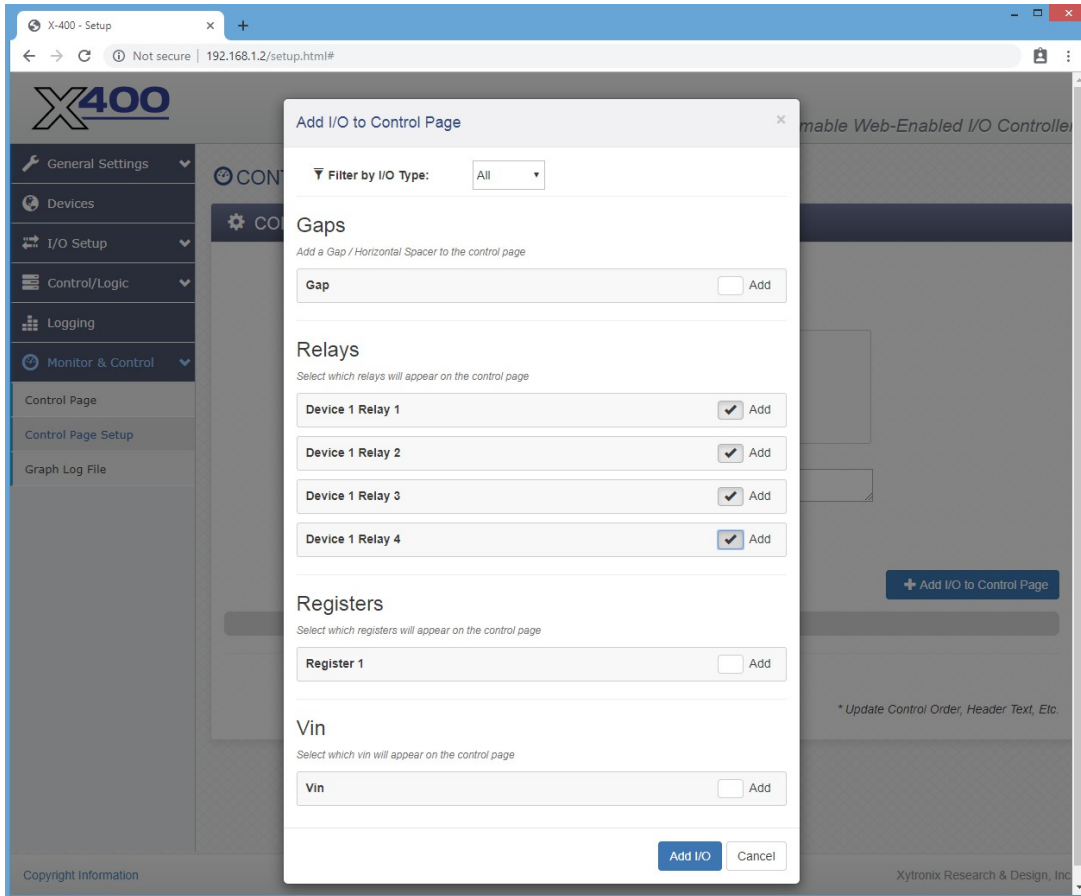 X-400 - Setup
Not secure | 192.168.1.2/setup.html#
X400
mable Web-Enabled I/O Controller
General Settings
Devices
I/O Setup
Control/Logic
Logging
Monitor & Control
Control Page
Control Page Setup
Graph Log File
CONT
CO
Add I/O to Control Page
Filter by I/O Type: All
Gaps
Add a Gap / Horizontal Spacer to the control page
Gap Add
Relays
Select which relays will appear on the control page
Device 1 Relay 1 Add
Device 1 Relay 2 Add
Device 1 Relay 3 Add
Device 1 Relay 4 Add
Registers
Select which registers will appear on the control page
Register 1 Add
Vin
Select which vin will appear on the control page
Vin Add
Add I/O Cancel
Add I/O to Control Page
* Update Control Order, Header Text, Etc.
Copyright Information
Xytronix Research & Design, Inc